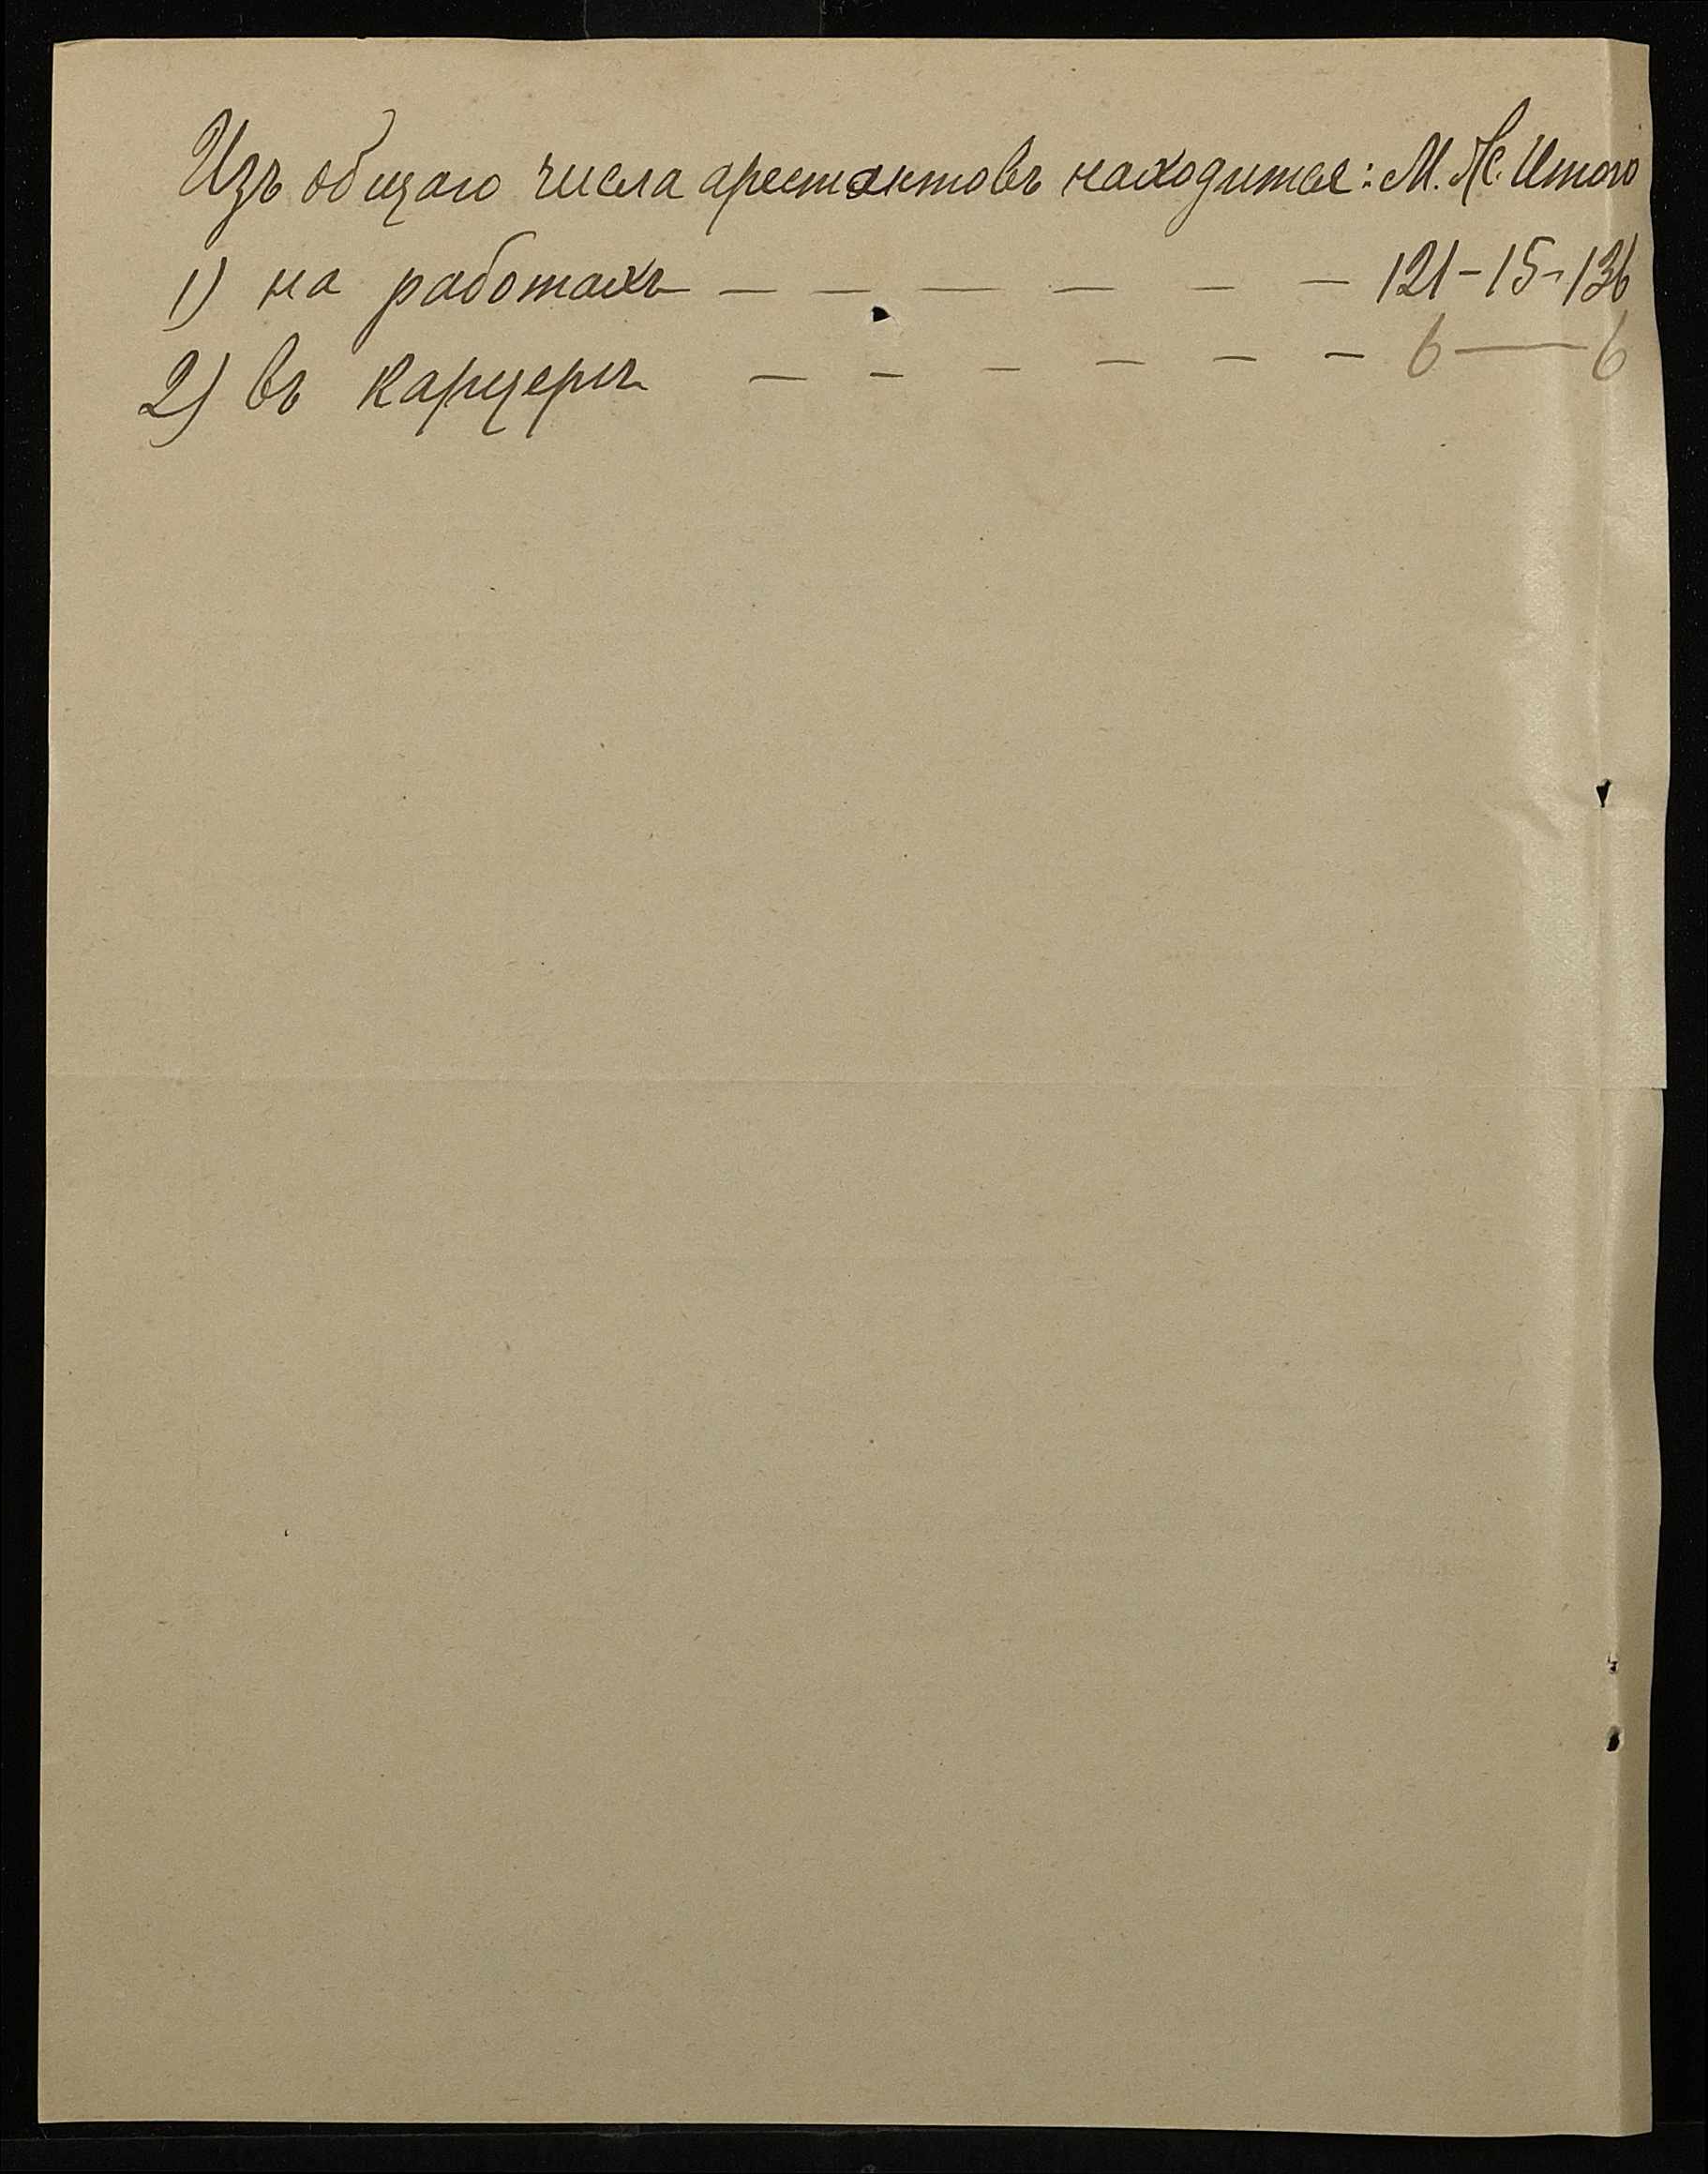 Изъ общаго числа арестантовъ находится: М. Ж. Итого
1) на работахъ — — — — — — 121 - 15 - 136
2) въ карцерѣ — — — — — — 6 — 6